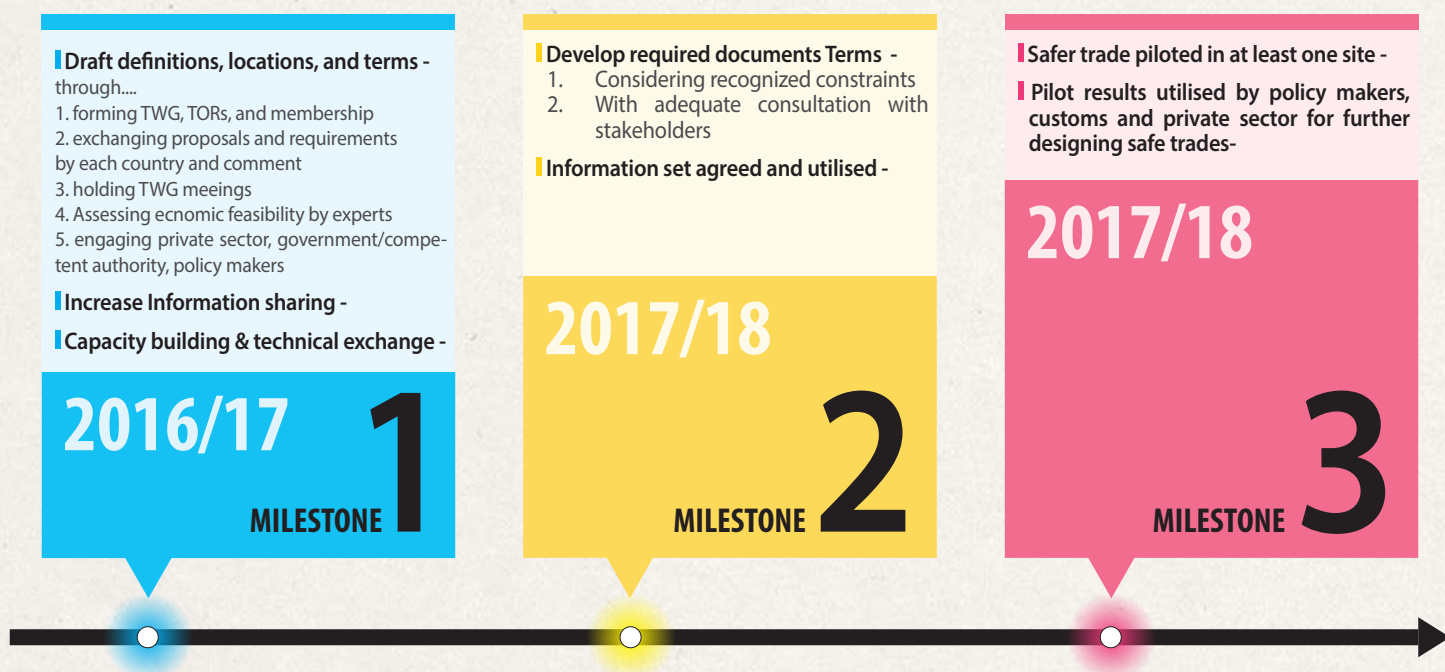 Draft definitions, locations, and terms -
through....
1. forming TWG, TORs, and membership
2. exchanging proposals and requirements
by each country and comment
3. holding TWG meeings
4. Assessing ecnomic feasibility by experts
5. engaging private sector, government/compe-
tent authority, policy makers
Increase Information sharing -
Capacity building & technical exchange -
2016/17
MILESTONE 1
Develop required documents Terms -
1. Considering recognized constraints
2. With adequate consultation with
stakeholders
Information set agreed and utilised -
2017/18
MILESTONE 2
Safer trade piloted in at least one site -
Pilot results utilised by policy makers,
customs and private sector for further
designing safe trades-
2017/18
MILESTONE 3